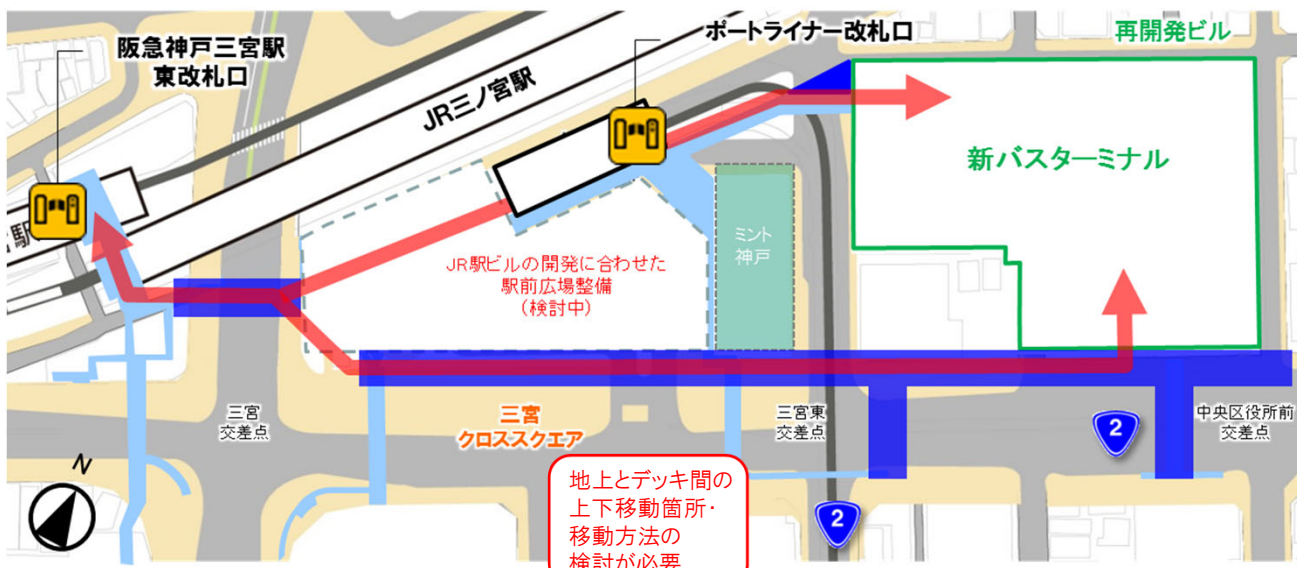 阪急神戸三宮駅
東改札口
ポートライナー改札口
再開発ビル
JR三ノ宮駅
新バスターミナル
宮駅
ミント
神戸
JR駅ビルの開発に合わせた
駅前広場整備
(検討中)
三宮
交差点
三宮
クロススクエア
三宮東
交差点
2
中央区役所前
交差点
N
地上とデッキ間の
上下移動箇所・
移動方法の
検討が必要
2